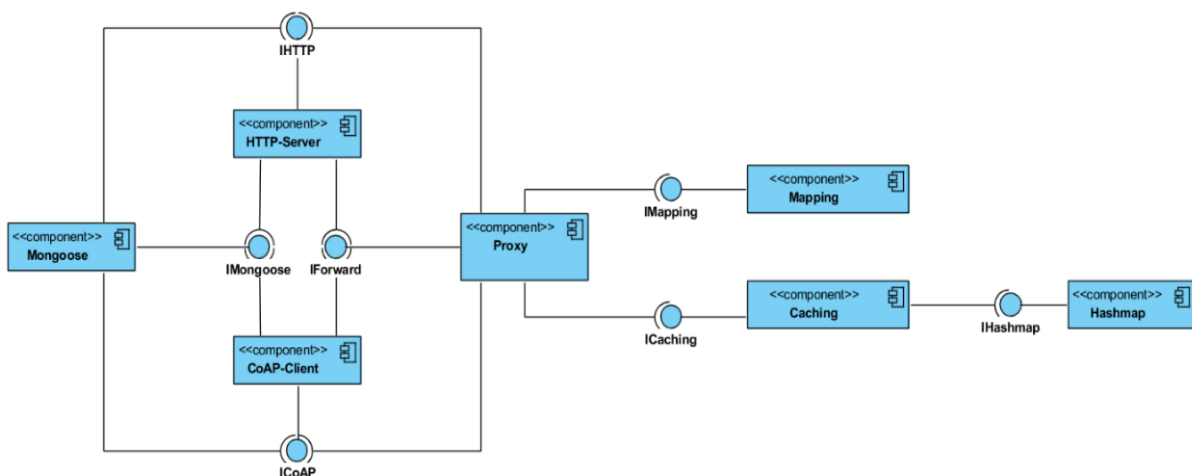 IHTTP
<<component>>
HTTP-Server
<<component>>
Mapping
IMapping
<<component>>
Mongoose
<<component>>
Proxy
IMongoose
IForward
<<component>>
Caching
<<component>>
Hashmap
ICaching
IHashmap
<<component>>
CoAP-Client
ICoAP